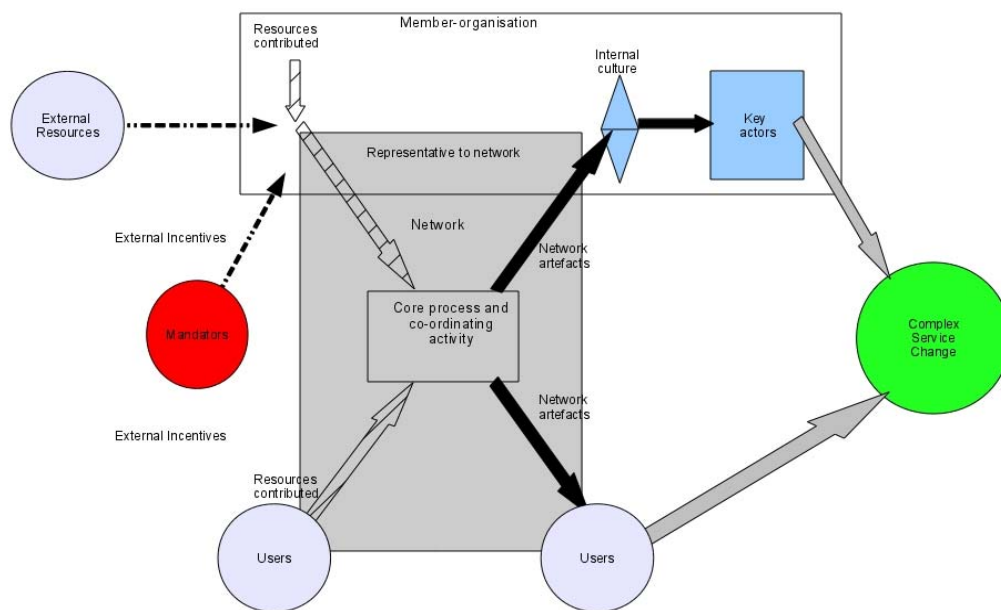 Member-organisation
Resources
contributed
Internal
culture
External
Resources
Key
actors
Representative to network
Network
External Incentives
Network
artefacts
Mandators
Core process and
co-ordinating
activity
Complex
Service
Change
Network
artefacts
External Incentives
Resources
contributed
Users
Users